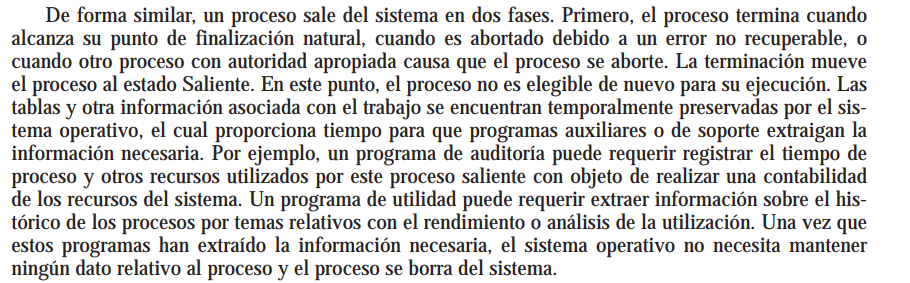 De forma similar, un proceso sale del sistema en dos fases. Primero, el proceso termina cuando
alcanza su punto de finalización natural, cuando es abortado debido a un error no recuperable, o
cuando otro proceso con autoridad apropiada causa que el proceso se aborte. La terminación mueve
el proceso al estado Saliente. En este punto, el proceso no es elegible de nuevo para su ejecución. Las
tablas y otra información asociada con el trabajo se encuentran temporalmente preservadas por el sis-
tema operativo, el cual proporciona tiempo para que programas auxiliares o de soporte extraigan la
información necesaria. Por ejemplo, un programa de auditoría puede requerir registrar el tiempo de
proceso y otros recursos utilizados por este proceso saliente con objeto de realizar una contabilidad
de los recursos del sistema. Un programa de utilidad puede requerir extraer información sobre el his-
tórico de los procesos por temas relativos con el rendimiento o análisis de la utilización. Una vez que
estos programas han extraído la información necesaria, el sistema operativo no necesita mantener
ningún dato relativo al proceso y el proceso se borra del sistema.